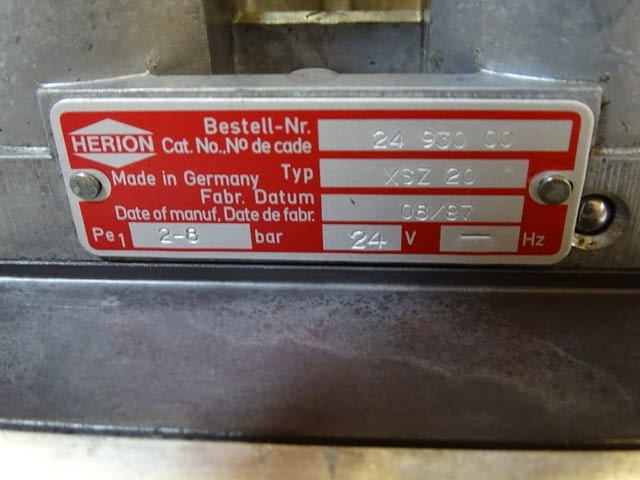 HERION
Bestell-Nr.
Cat. No., Nº de cade 24 930 00
Made in Germany Typ XSZ 20
Fabr. Datum
Date of manuf. Date de fabr. 08/97
Pe1 2-8 bar 24 V — Hz